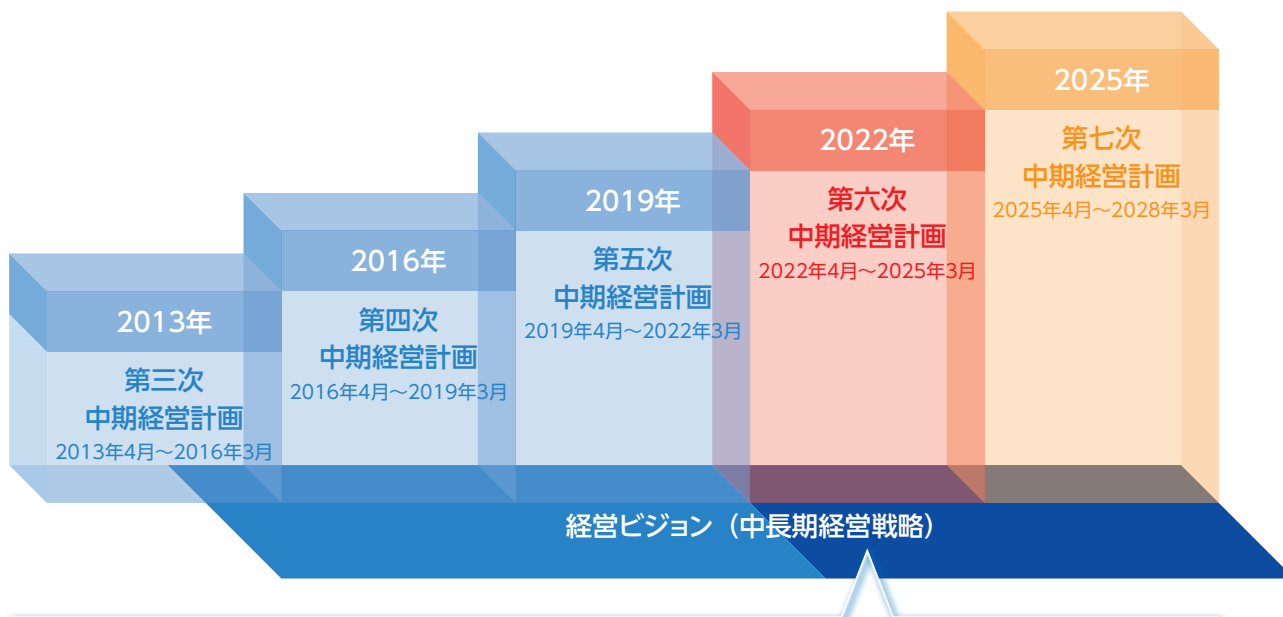 2013年
第三次
中期経営計画
2013年4月～2016年3月
2016年
第四次
中期経営計画
2016年4月～2019年3月
2019年
第五次
中期経営計画
2019年4月～2022年3月
2022年
第六次
中期経営計画
2022年4月～2025年3月
2025年
第七次
中期経営計画
2025年4月～2028年3月
経営ビジョン（中長期経営戦略）